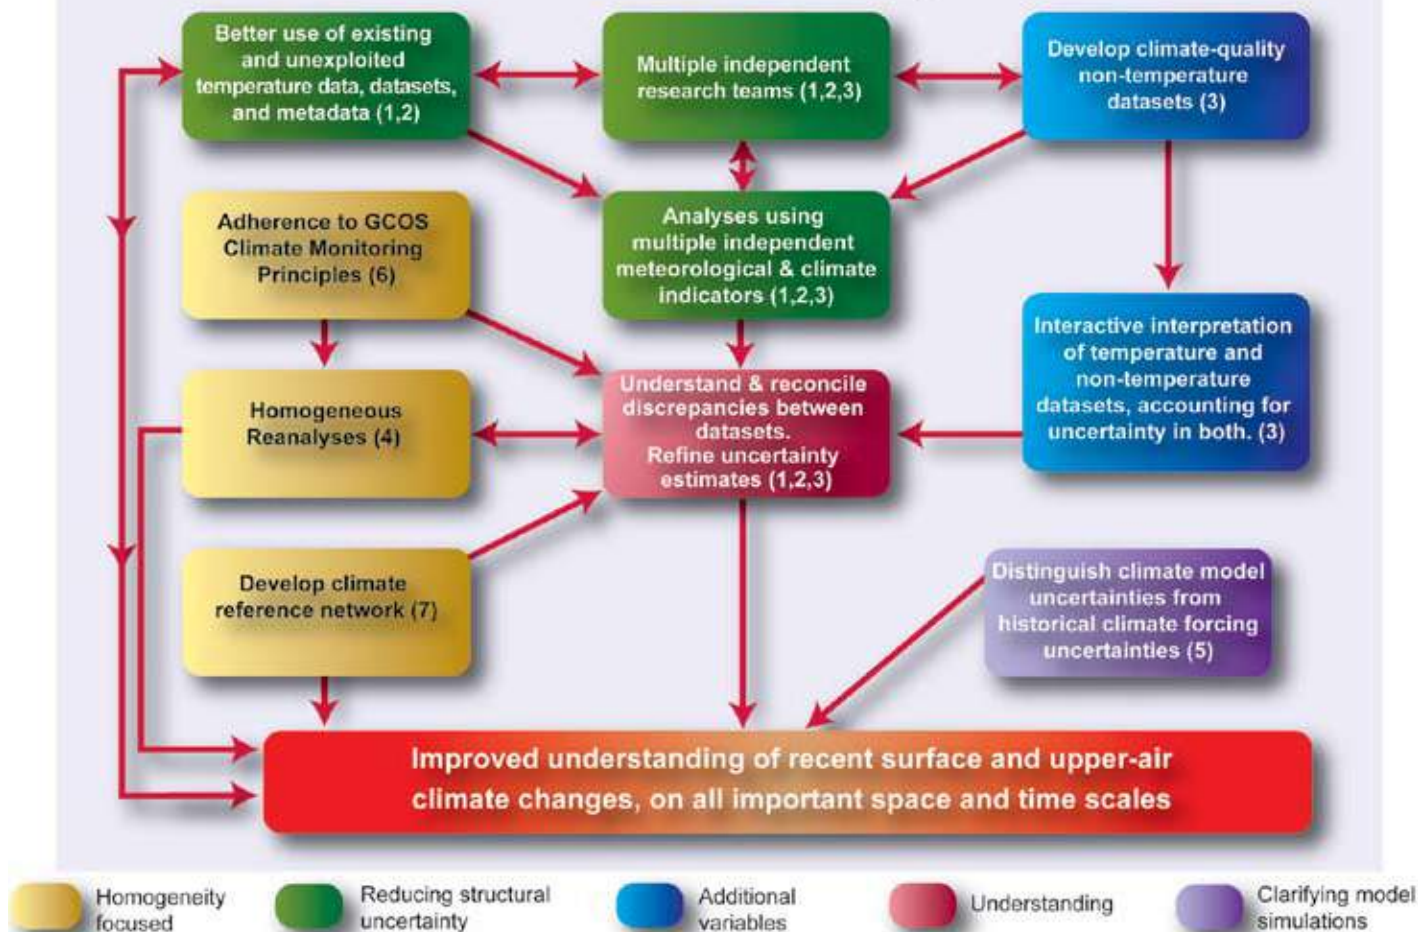 Better use of existing
and unexploited
temperature data, datasets,
and metadata (1,2)
Multiple independent
research teams (1,2,3)
Develop climate-quality
non-temperature
datasets (3)
Adherence to GCOS
Climate Monitoring
Principles (6)
Analyses using
multiple independent
meteorological & climate
indicators (1,2,3)
Interactive interpretation
of temperature and
non-temperature
datasets, accounting for
uncertainty in both. (3)
Homogeneous
Reanalyses (4)
Understand & reconcile
discrepancies between
datasets.
Refine uncertainty
estimates (1,2,3)
Develop climate
reference network (7)
Distinguish climate model
uncertainties from
historical climate forcing
uncertainties (5)
Improved understanding of recent surface and upper-air
climate changes, on all important space and time scales
Homogeneity
focused
Reducing structural
uncertainty
Additional
variables
Understanding
Clarifying model
simulations